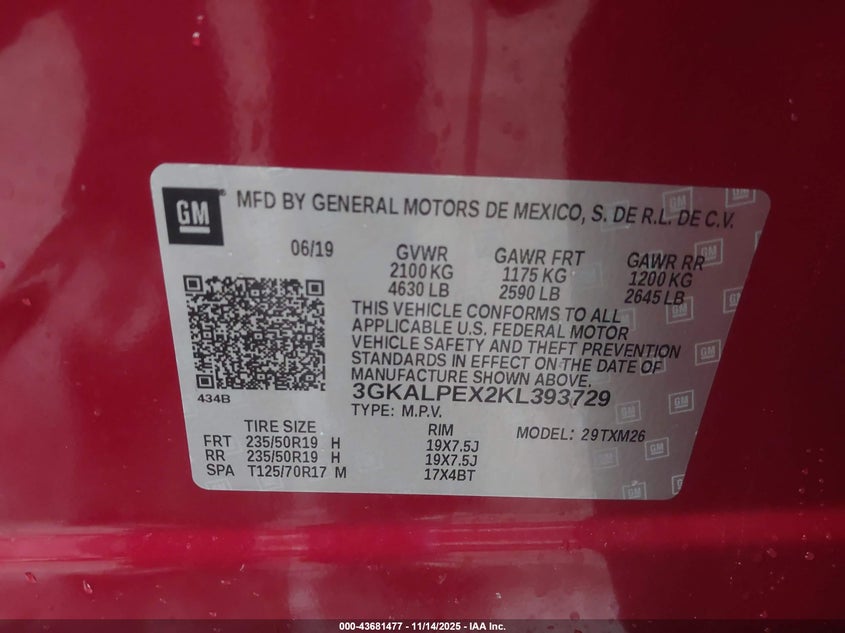 GM
MFD BY GENERAL MOTORS DE MEXICO, S. DE R.L. DE C.V.
06/19
GVWR GAWR FRT GAWR RR
2100 KG 1175 KG 1200 KG
4630 LB 2590 LB 2645 LB
THIS VEHICLE CONFORMS TO ALL
APPLICABLE U.S. FEDERAL MOTOR
VEHICLE SAFETY AND THEFT PREVENTION
STANDARDS IN EFFECT ON THE DATE OF
MANUFACTURE SHOWN ABOVE.
434B
3GKALPEX2KL393729
TYPE: M.P.V.
TIRE SIZE RIM MODEL: 29TXM26
FRT 235/50R19 H 19X7.5J
RR 235/50R19 H 19X7.5J
SPA T125/70R17 M 17X4BT
000-43681477 - 11/14/2025 - IAA Inc.